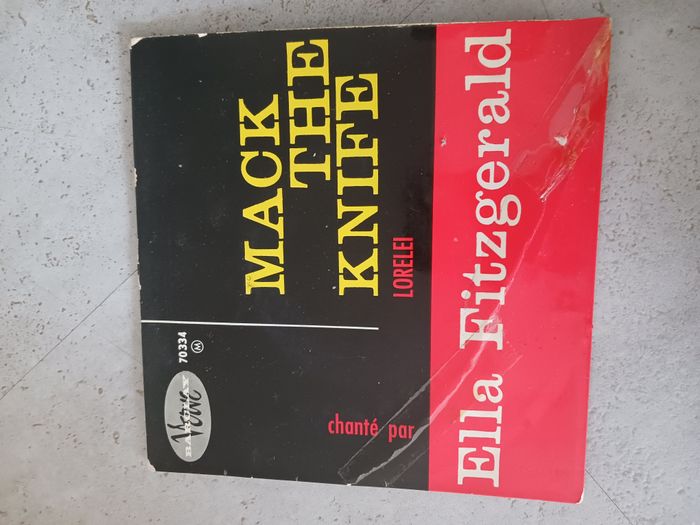 BARCLAY
Verve
70334
M
MACK
THE
KNIFE
LORELEI
chanté par
Ella Fitzgerald